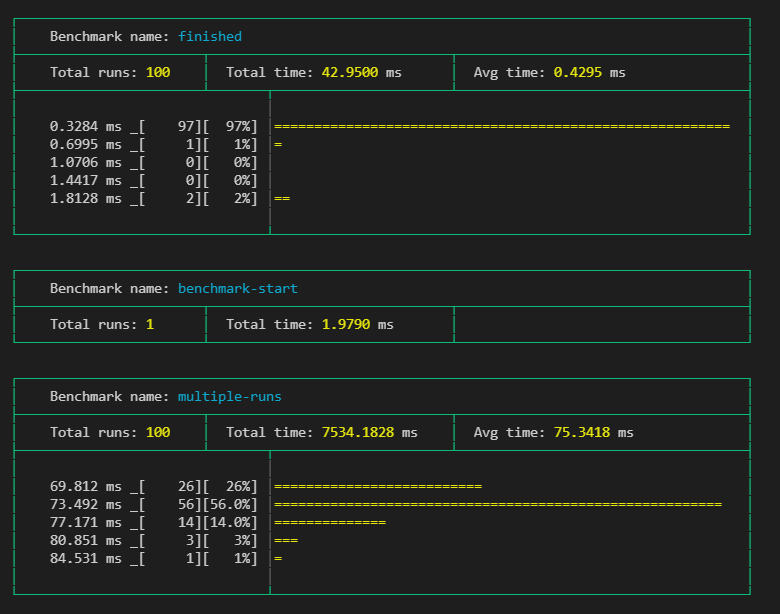 Benchmark name: finished
Total runs: 100 Total time: 42.9500 ms Avg time: 0.4295 ms
0.3284 ms _[    97][  97%] =========================================================
0.6995 ms _[     1][   1%] =
1.0706 ms _[     0][   0%]
1.4417 ms _[     0][   0%]
1.8128 ms _[     2][   2%] ==
Benchmark name: benchmark-start
Total runs: 1 Total time: 1.9790 ms
Benchmark name: multiple-runs
Total runs: 100 Total time: 7534.1828 ms Avg time: 75.3418 ms
69.812 ms _[    26][  26%] ==========================
73.492 ms _[    56][56.0%] ========================================================
77.171 ms _[    14][14.0%] ==============
80.851 ms _[     3][   3%] ===
84.531 ms _[     1][   1%] =